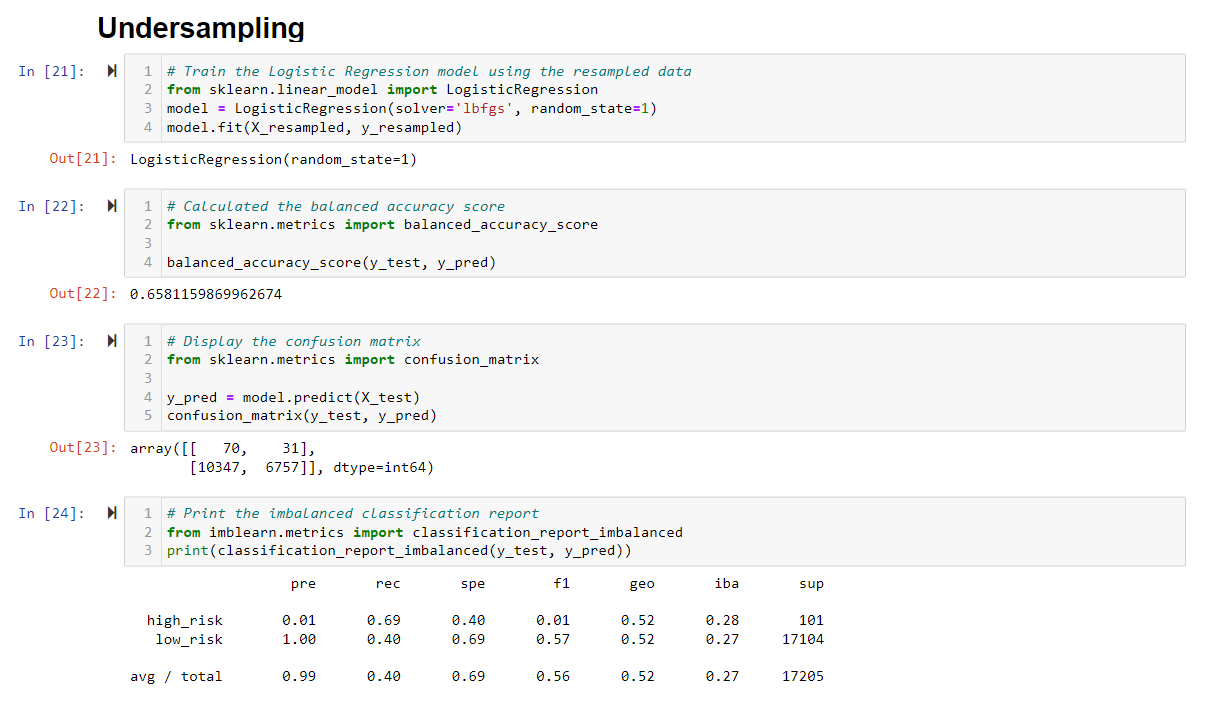 Undersampling
In [21]:
1 # Train the Logistic Regression model using the resampled data
2 from sklearn.linear_model import LogisticRegression
3 model = LogisticRegression(solver='lbfgs', random_state=1)
4 model.fit(X_resampled, y_resampled)
Out[21]: LogisticRegression(random_state=1)
In [22]:
1 # Calculated the balanced accuracy score
2 from sklearn.metrics import balanced_accuracy_score
3
4 balanced_accuracy_score(y_test, y_pred)
Out[22]: 0.6581159869962674
In [23]:
1 # Display the confusion matrix
2 from sklearn.metrics import confusion_matrix
3
4 y_pred = model.predict(X_test)
5 confusion_matrix(y_test, y_pred)
Out[23]: array([[   70,    31],
       [10347,  6757]], dtype=int64)
In [24]:
1 # Print the imbalanced classification report
2 from imblearn.metrics import classification_report_imbalanced
3 print(classification_report_imbalanced(y_test, y_pred))
pre rec spe f1 geo iba sup
high_risk 0.01 0.69 0.40 0.01 0.52 0.28 101
low_risk 1.00 0.40 0.69 0.57 0.52 0.27 17104
avg / total 0.99 0.40 0.69 0.56 0.52 0.27 17205